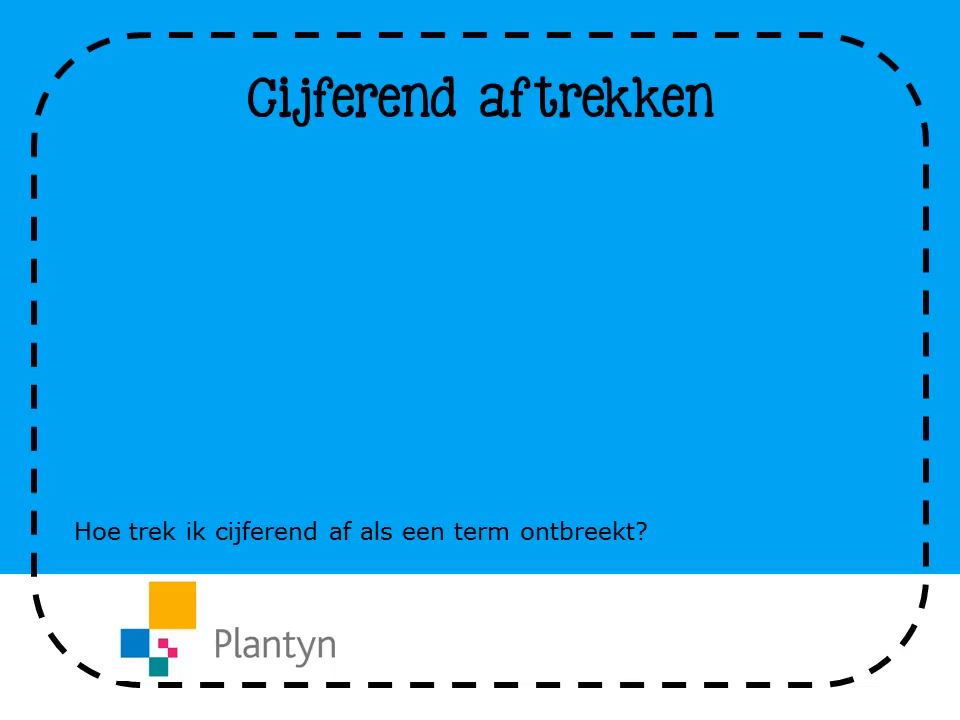 Cijferend aftrekken
Hoe trek ik cijferend af als een term ontbreekt?
Plantyn